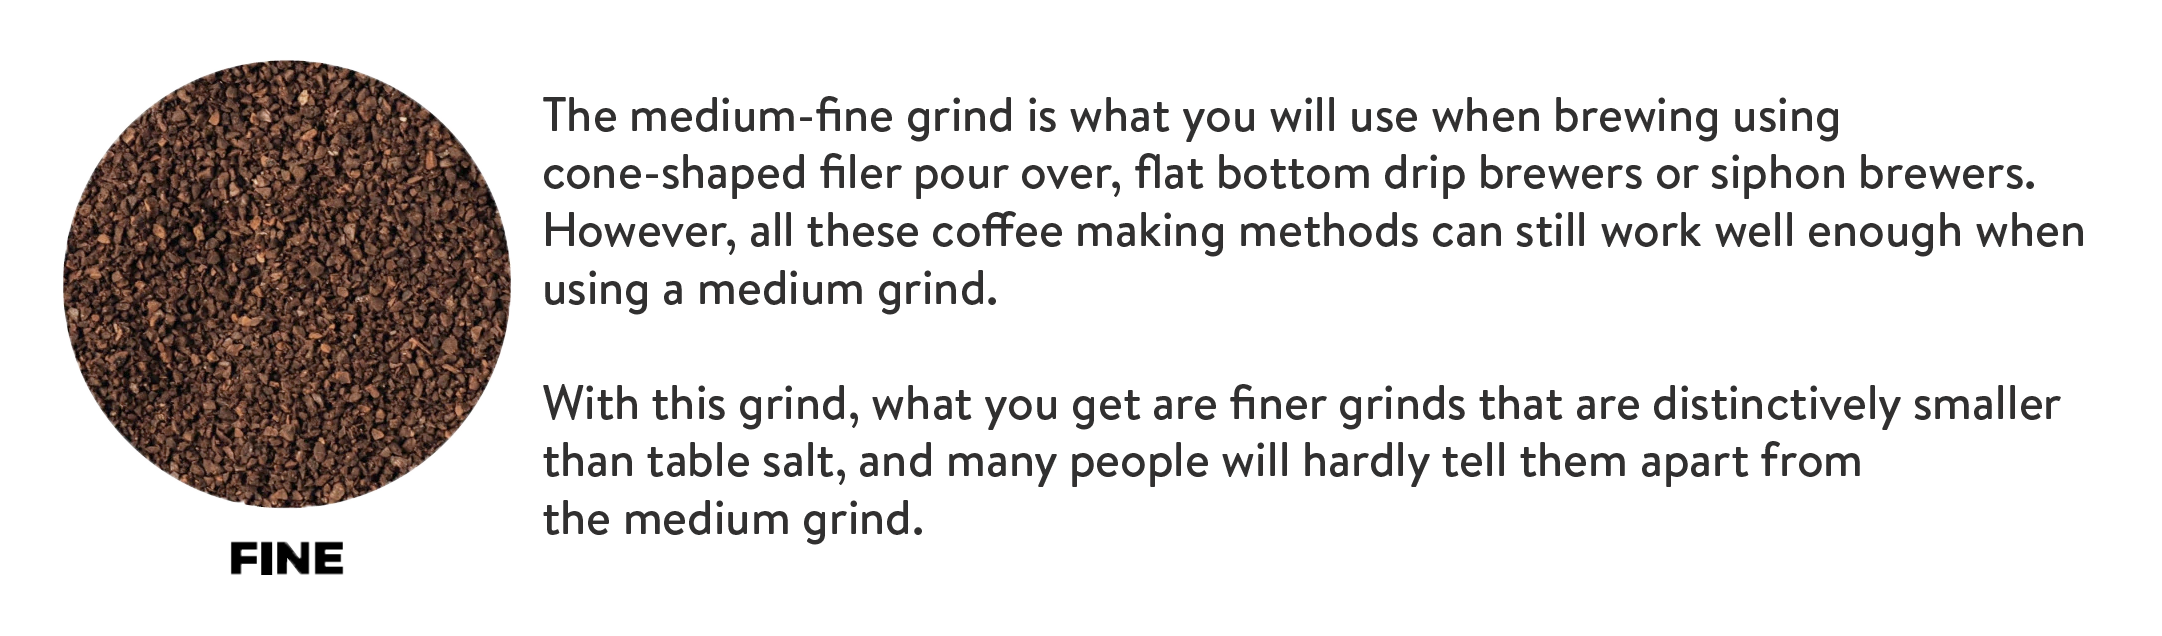 The medium-fine grind is what you will use when brewing using
cone-shaped filer pour over, flat bottom drip brewers or siphon brewers.
However, all these coffee making methods can still work well enough when
using a medium grind.
With this grind, what you get are finer grinds that are distinctively smaller
than table salt, and many people will hardly tell them apart from
the medium grind.
FINE